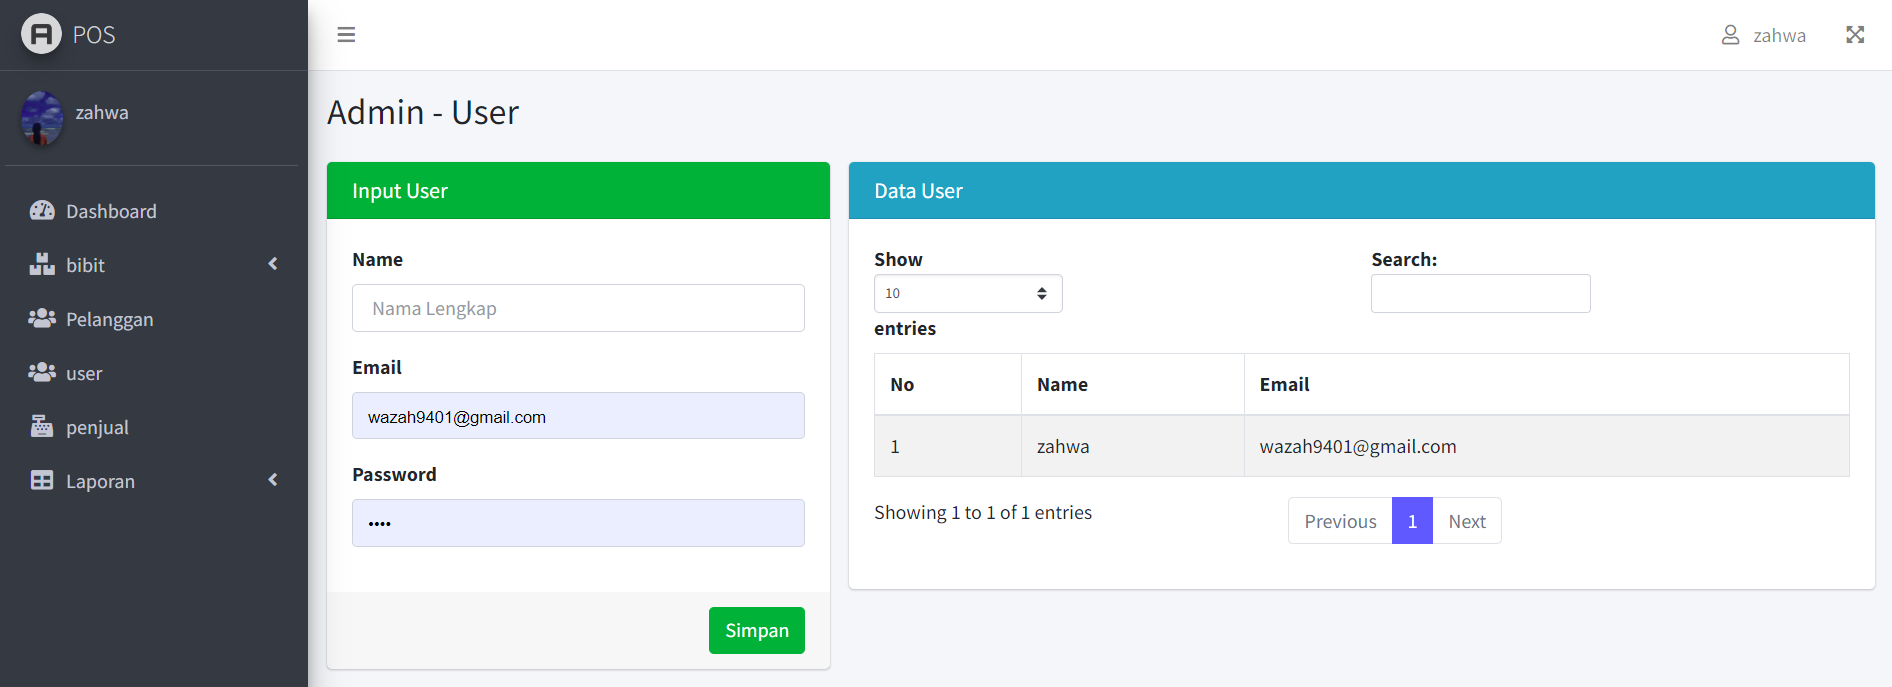 A POS
zahwa
Dashboard
bibit
Pelanggan
user
penjual
Laporan
zahwa
Admin - User
Input User
Name
Nama Lengkap
Email
wazah9401@gmail.com
Password
••••
Simpan
Data User
Show
10
entries
Search:
No Name Email
1 zahwa wazah9401@gmail.com
Showing 1 to 1 of 1 entries
Previous 1 Next